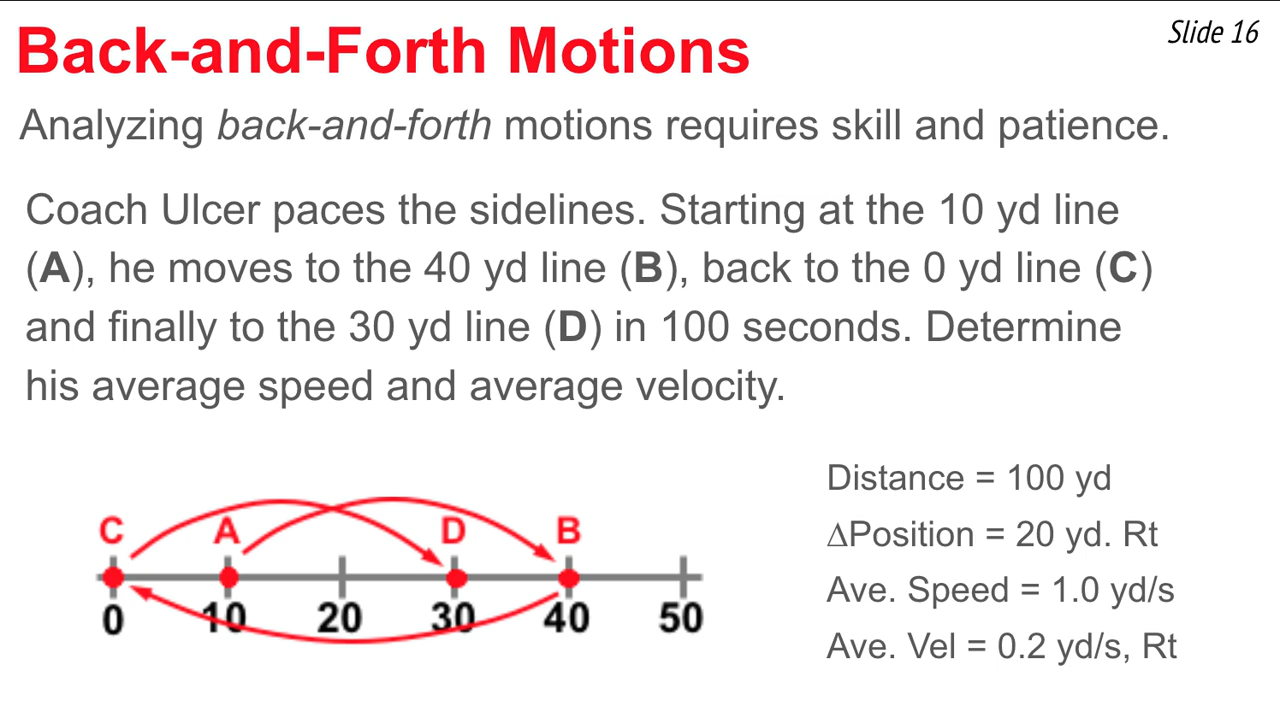 Slide 16
Back-and-Forth Motions
Analyzing back-and-forth motions requires skill and patience.
Coach Ulcer paces the sidelines. Starting at the 10 yd line
(A), he moves to the 40 yd line (B), back to the 0 yd line (C)
and finally to the 30 yd line (D) in 100 seconds. Determine
his average speed and average velocity.
C A D B
0 10 20 30 40 50
Distance = 100 yd
ΔPosition = 20 yd. Rt
Ave. Speed = 1.0 yd/s
Ave. Vel = 0.2 yd/s, Rt